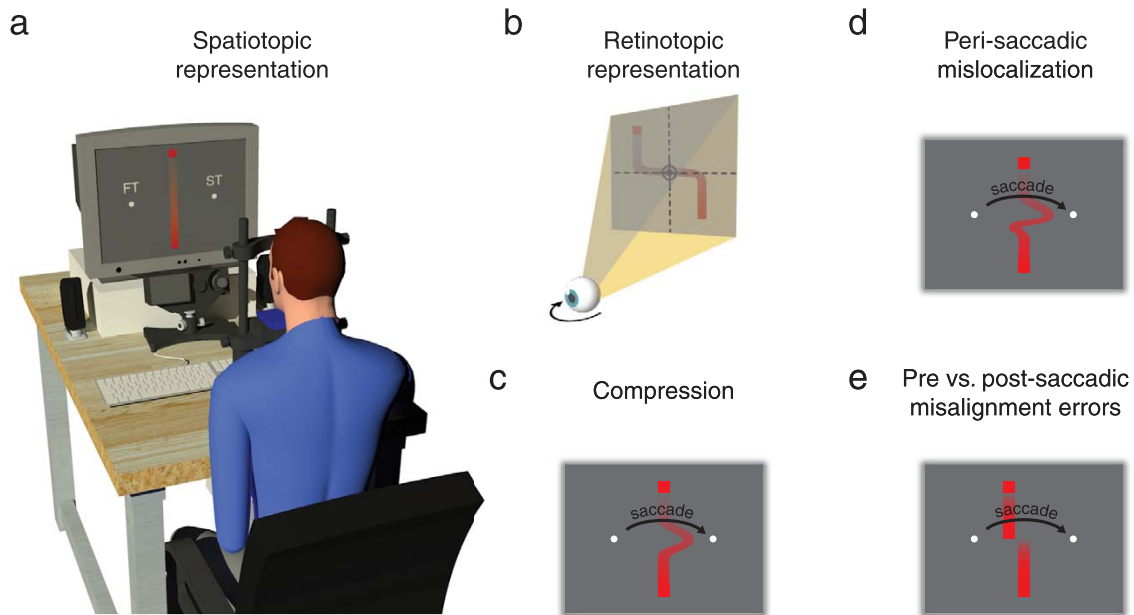 a
Spatiotopic
representation
FT
ST
b
Retinotopic
representation
c
Compression
saccade
d
Peri-saccadic
mislocalization
saccade
e
Pre vs. post-saccadic
misalignment errors
saccade